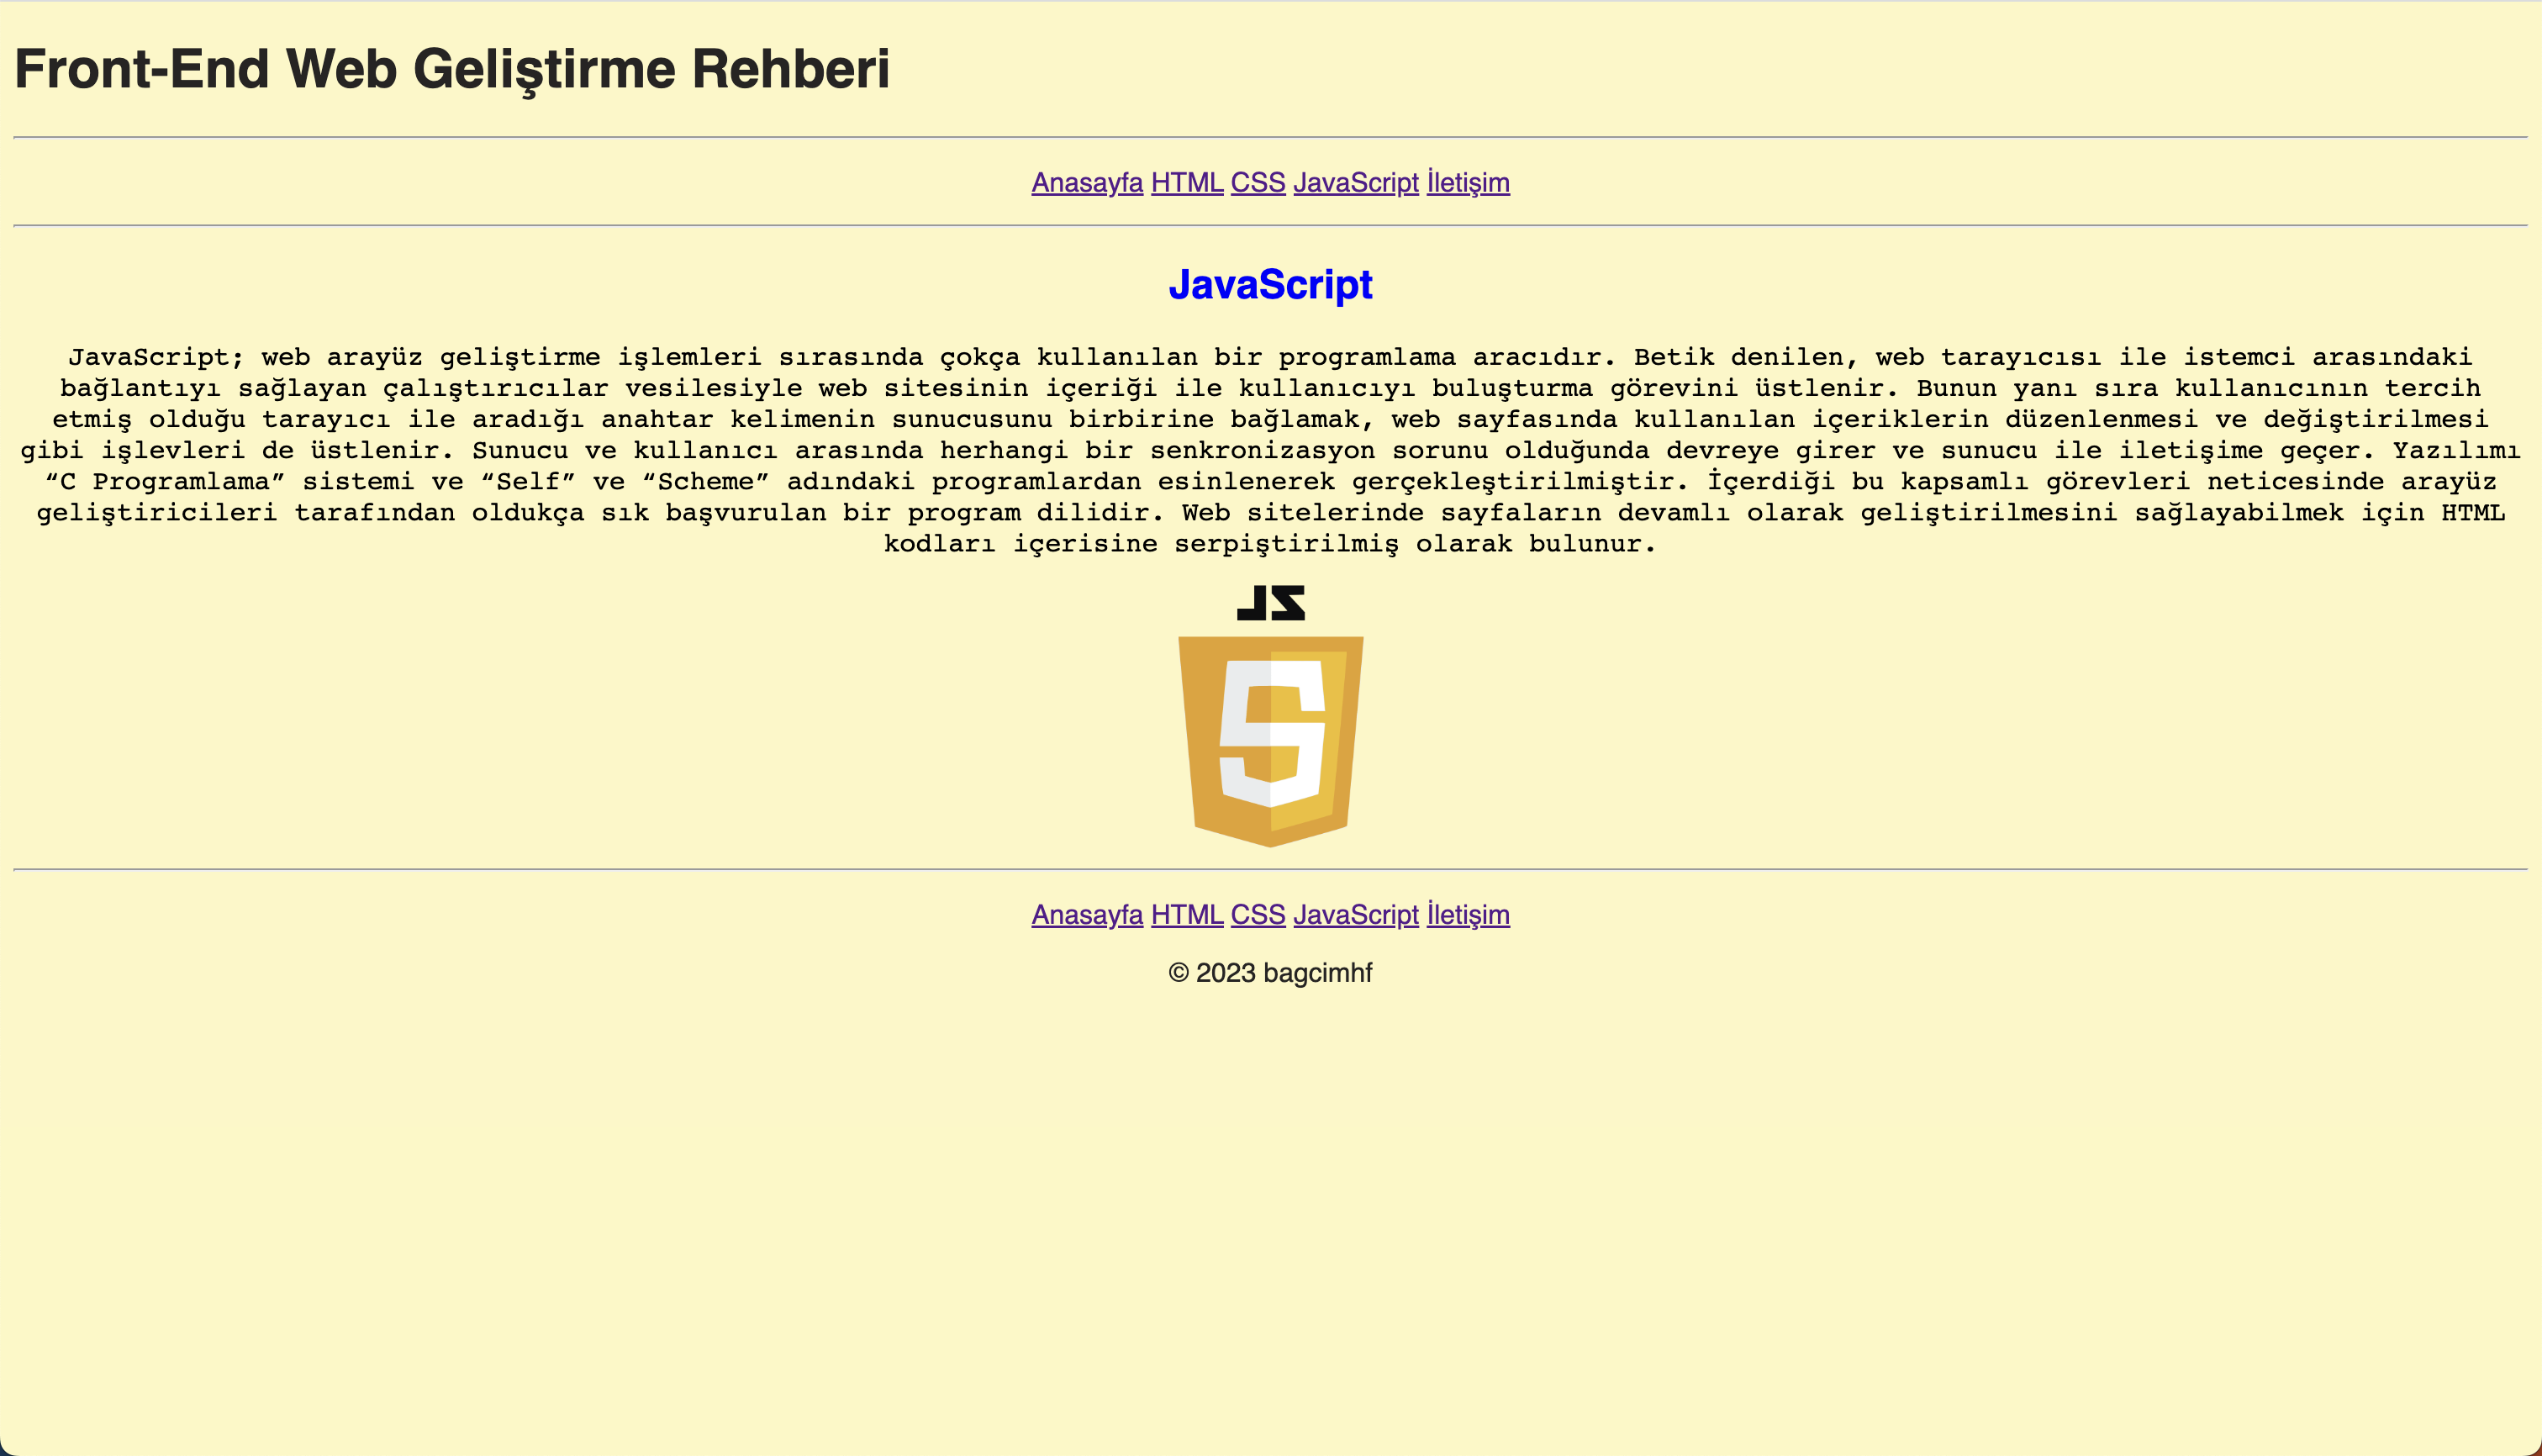 Front-End Web Geliştirme Rehberi
Anasayfa HTML CSS JavaScript İletişim
JavaScript
JavaScript; web arayüz geliştirme işlemleri sırasında çokça kullanılan bir programlama aracıdır. Betik denilen, web tarayıcısı ile istemci arasındaki
bağlantıyı sağlayan çalıştırıcılar vesilesiyle web sitesinin içeriği ile kullanıcıyı buluşturma görevini üstlenir. Bunun yanı sıra kullanıcının tercih
etmiş olduğu tarayıcı ile aradığı anahtar kelimenin sunucusunu birbirine bağlamak, web sayfasında kullanılan içeriklerin düzenlenmesi ve değiştirilmesi
gibi işlevleri de üstlenir. Sunucu ve kullanıcı arasında herhangi bir senkronizasyon sorunu olduğunda devreye girer ve sunucu ile iletişime geçer. Yazılımı
“C Programlama” sistemi ve “Self” ve “Scheme” adındaki programlardan esinlenerek gerçekleştirilmiştir. İçerdiği bu kapsamlı görevleri neticesinde arayüz
geliştiricileri tarafından oldukça sık başvurulan bir program dilidir. Web sitelerinde sayfaların devamlı olarak geliştirilmesini sağlayabilmek için HTML
kodları içerisine serpiştirilmiş olarak bulunur.
JS
S
Anasayfa HTML CSS JavaScript İletişim
© 2023 bagcimhf